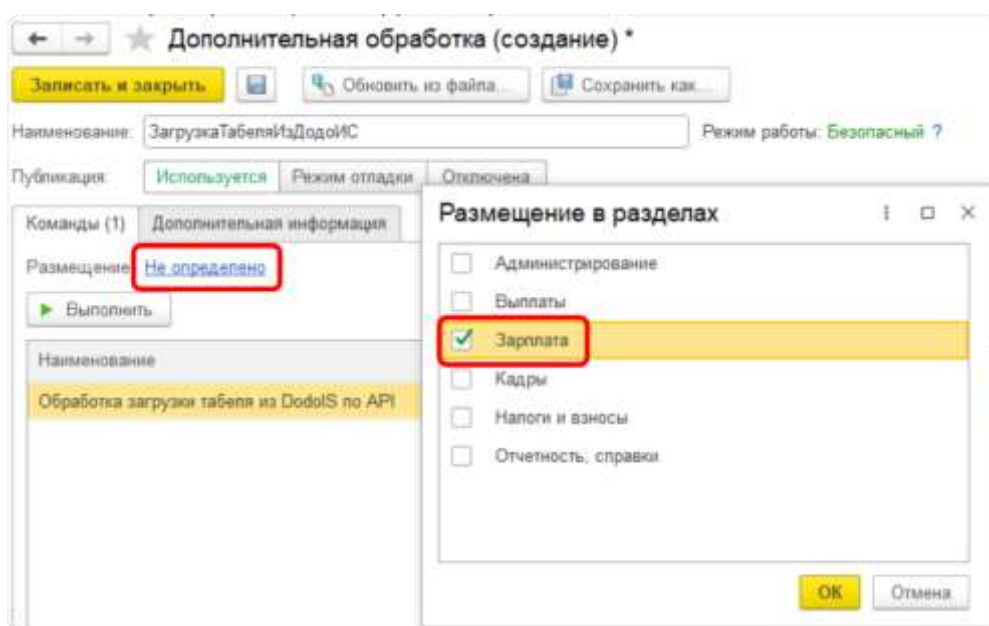 Дополнительная обработка (создание) *
Записать и закрыть
Обновить из файла...
Сохранить как...
Наименование: ЗагрузкаТабеляИзДодоИС
Режим работы: Безопасный ?
Публикация: Используется Режим отладки Отключена
Команды (1) Дополнительная информация
Размещение: Не определено
Выполнить
Наименование
Обработка загрузки табеля из DodoIS по API
Размещение в разделах
Администрирование
Выплаты
Зарплата
Кадры
Налоги и взносы
Отчетность, справки
ОК Отмена